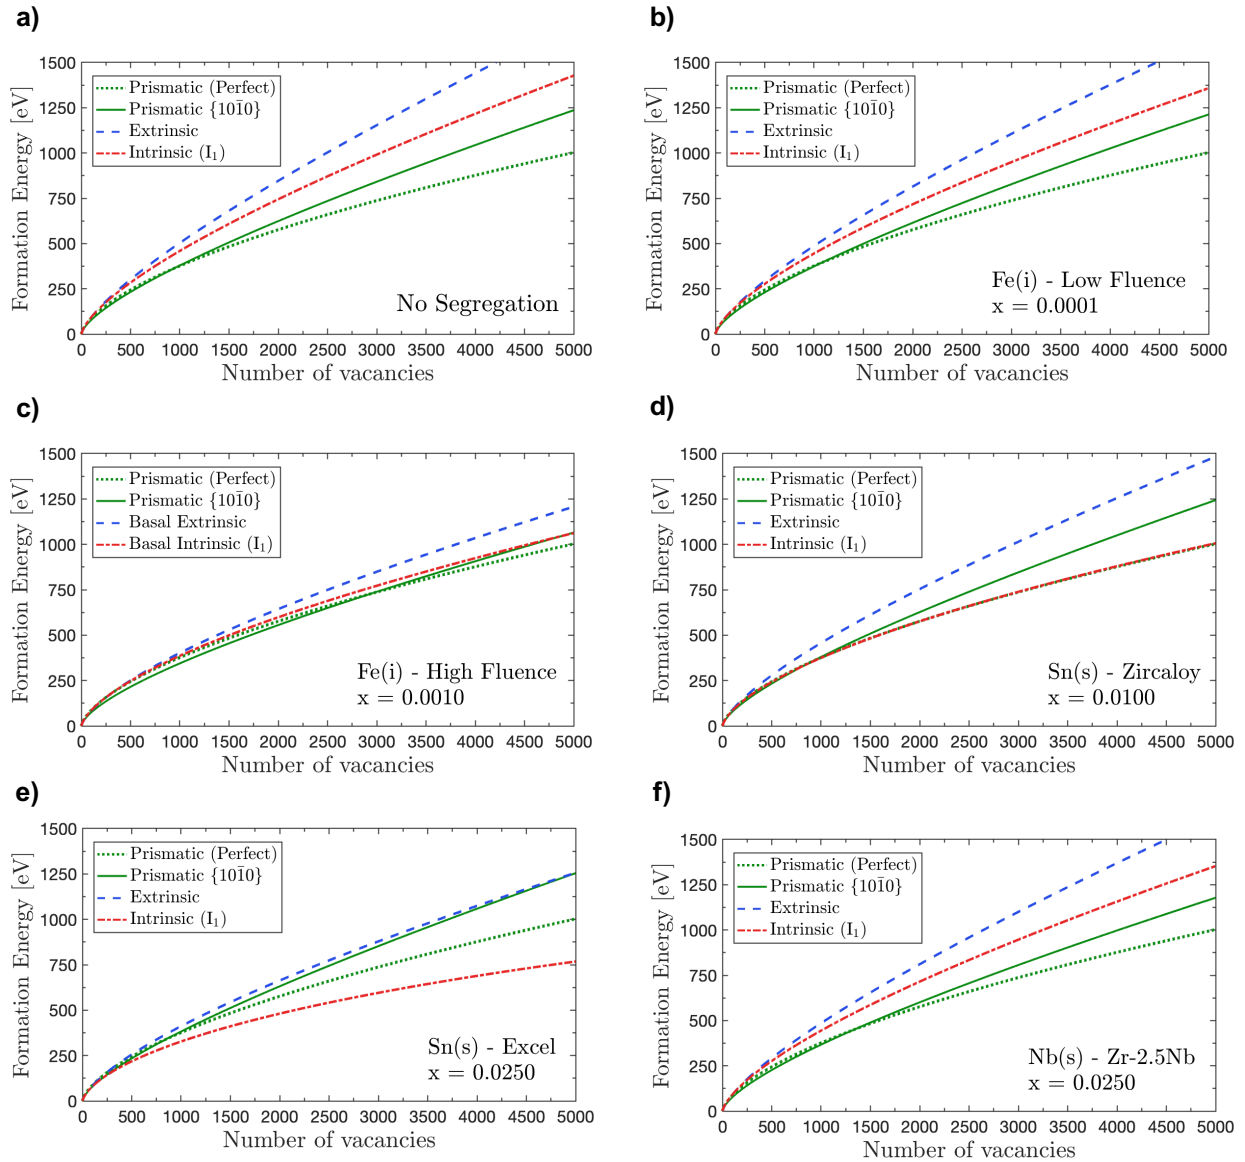 a)
Formation Energy [eV]
1500
1250
1000
750
500
250
0
Prismatic (Perfect)
Prismatic {101̄0}
Extrinsic
Intrinsic (I₁)
No Segregation
0 500 1000 1500 2000 2500 3000 3500 4000 4500 5000
Number of vacancies
b)
Formation Energy [eV]
1500
1250
1000
750
500
250
0
Prismatic (Perfect)
Prismatic {101̄0}
Extrinsic
Intrinsic (I₁)
Fe(i) - Low Fluence
x = 0.0001
0 500 1000 1500 2000 2500 3000 3500 4000 4500 5000
Number of vacancies
c)
Formation Energy [eV]
1500
1250
1000
750
500
250
0
Prismatic (Perfect)
Prismatic {101̄0}
Basal Extrinsic
Basal Intrinsic (I₁)
Fe(i) - High Fluence
x = 0.0010
0 500 1000 1500 2000 2500 3000 3500 4000 4500 5000
Number of vacancies
d)
Formation Energy [eV]
1500
1250
1000
750
500
250
0
Prismatic (Perfect)
Prismatic {101̄0}
Extrinsic
Intrinsic (I₁)
Sn(s) - Zircaloy
x = 0.0100
0 500 1000 1500 2000 2500 3000 3500 4000 4500 5000
Number of vacancies
e)
Formation Energy [eV]
1500
1250
1000
750
500
250
0
Prismatic (Perfect)
Prismatic {101̄0}
Extrinsic
Intrinsic (I₁)
Sn(s) - Excel
x = 0.0250
0 500 1000 1500 2000 2500 3000 3500 4000 4500 5000
Number of vacancies
f)
Formation Energy [eV]
1500
1250
1000
750
500
250
0
Prismatic (Perfect)
Prismatic {101̄0}
Extrinsic
Intrinsic (I₁)
Nb(s) - Zr-2.5Nb
x = 0.0250
0 500 1000 1500 2000 2500 3000 3500 4000 4500 5000
Number of vacancies